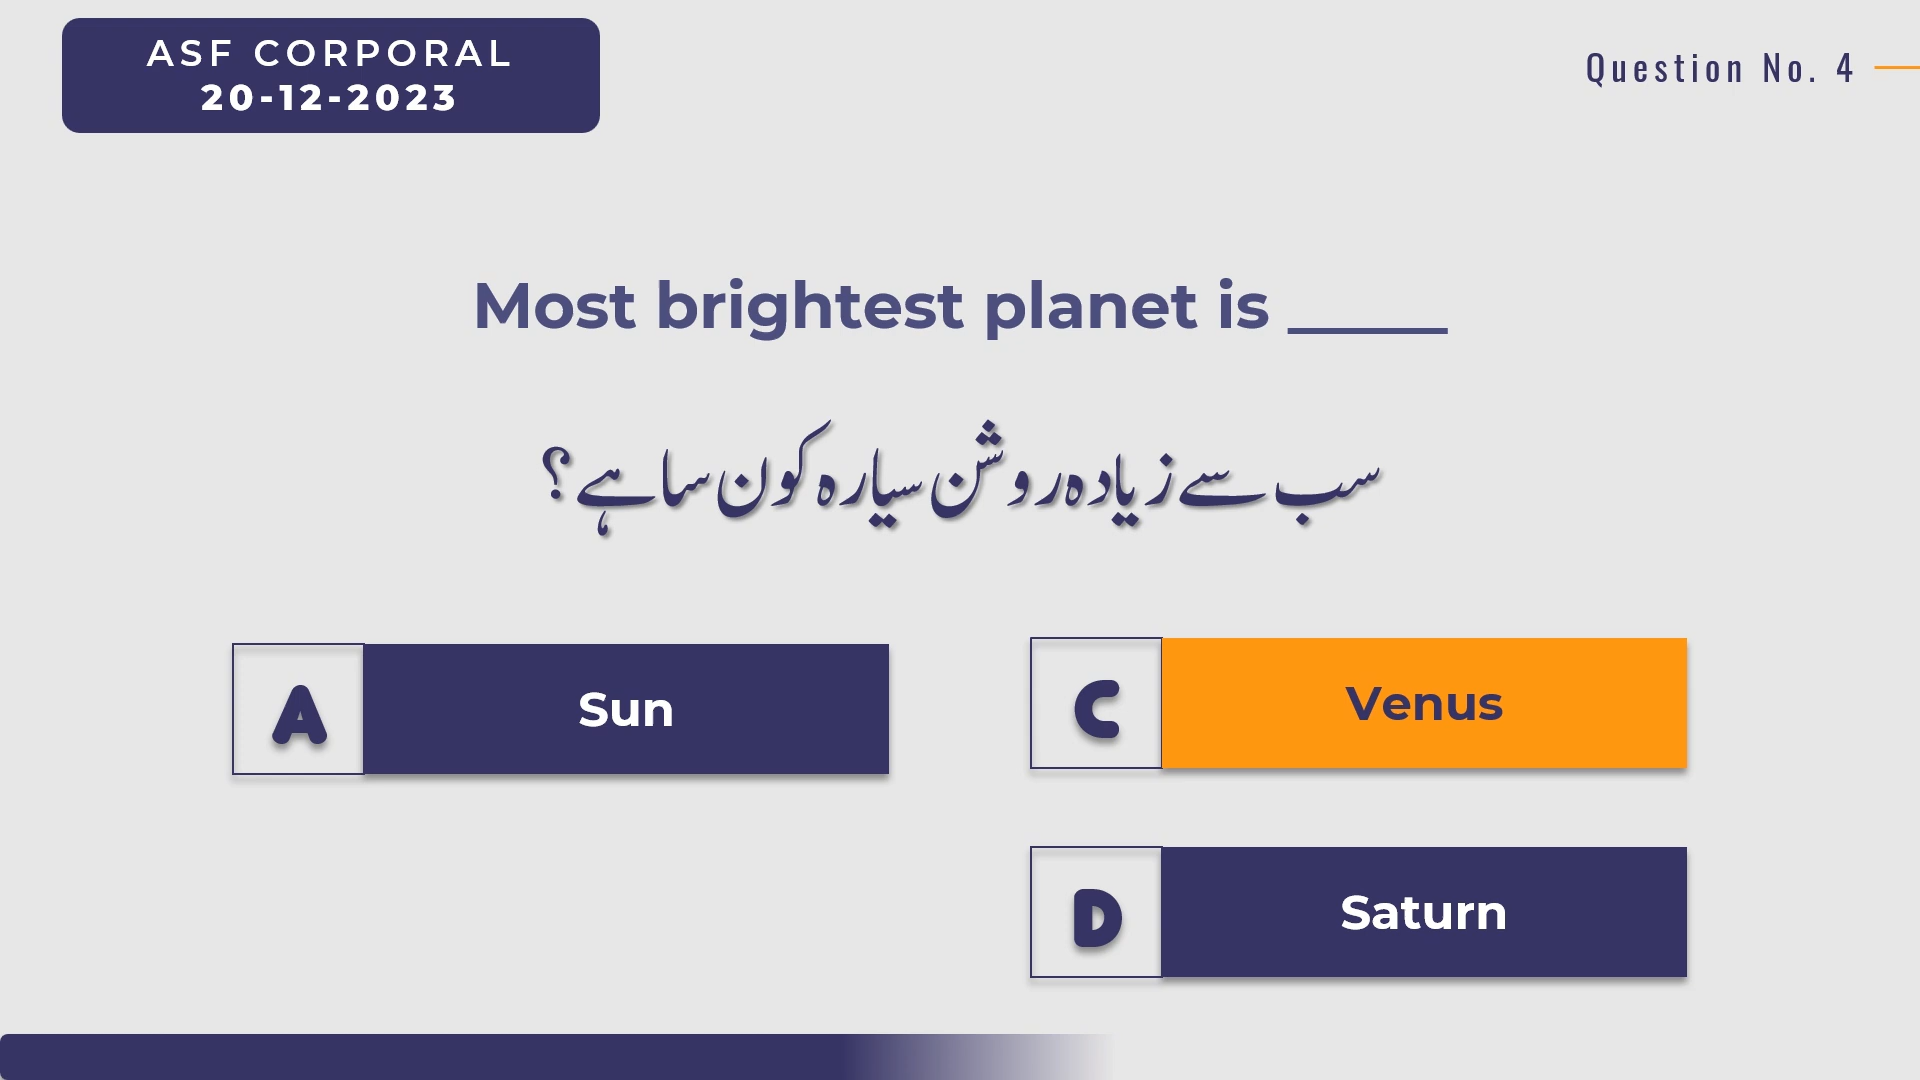 ASF CORPORAL
20-12-2023
Question No. 4
Most brightest planet is _____
سب سے زیادہ روشن سیارہ کون سا ہے؟
A
Sun
C
Venus
D
Saturn